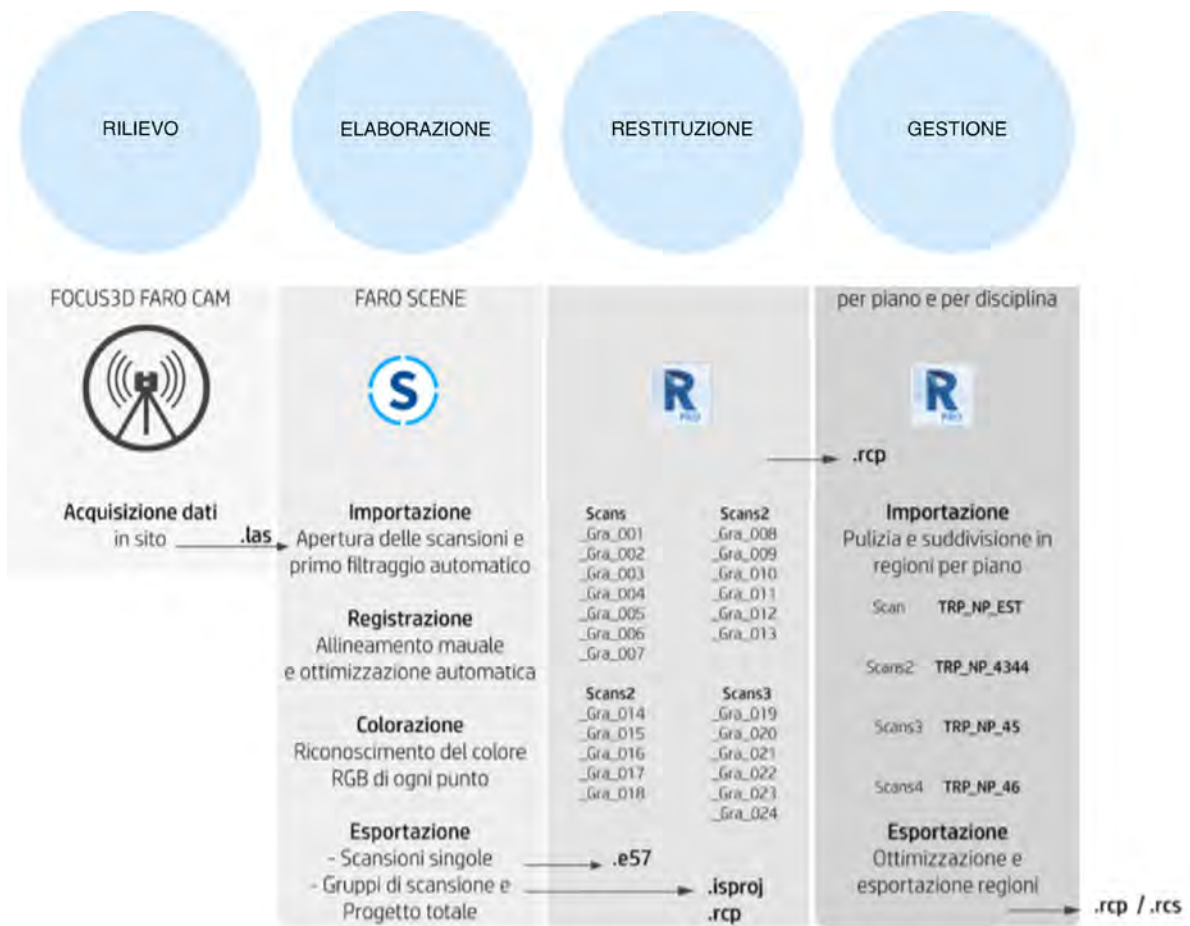 RILIEVO
ELABORAZIONE
RESTITUZIONE
GESTIONE
FOCUS3D FARO CAM
Acquisizione dati
in sito
.las
FARO SCENE
S
Importazione
Apertura delle scansioni e
primo filtraggio automatico
Registrazione
Allineamento mauale
e ottimizzazione automatica
Colorazione
Riconoscimento del colore
RGB di ogni punto
Esportazione
- Scansioni singole
- Gruppi di scansione e
Progetto totale
R
PRO
Scans
_Gra_001
_Gra_002
_Gra_003
_Gra_004
_Gra_005
_Gra_006
_Gra_007
Scans2
_Gra_008
_Gra_009
_Gra_010
_Gra_011
_Gra_012
_Gra_013
Scans2
_Gra_014
_Gra_015
_Gra_016
_Gra_017
_Gra_018
Scans3
_Gra_019
_Gra_020
_Gra_021
_Gra_022
_Gra_023
_Gra_024
.e57
.isproj
.rcp
per piano e per disciplina
R
PRO
.rcp
Importazione
Pulizia e suddivisione in
regioni per piano
Scan TRP_NP_EST
Scans2 TRP_NP_4344
Scans3 TRP_NP_45
Scans4 TRP_NP_46
Esportazione
Ottimizzazione e
esportazione regioni
.rcp / .rcs